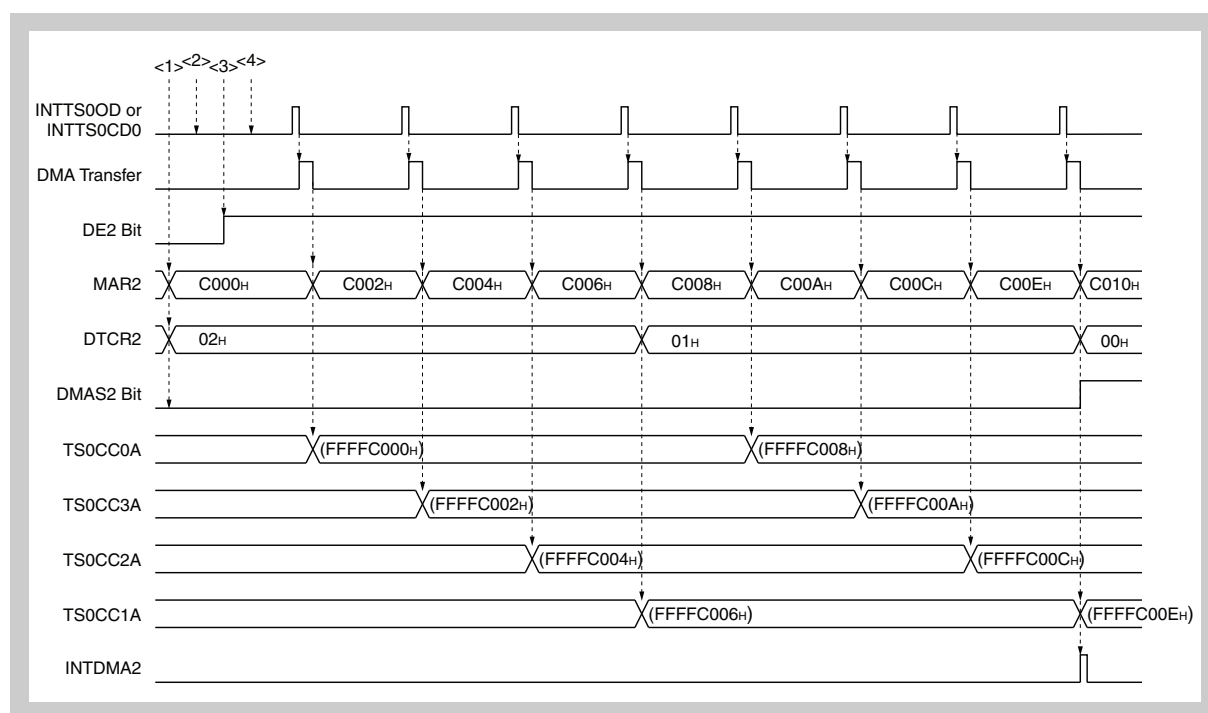 <1> <2> <3> <4>
INTTS0OD or
INTTS0CD0
DMA Transfer
DE2 Bit
MAR2 C000H C002H C004H C006H C008H C00AH C00CH C00EH C010H
DTCR2 02H 01H 00H
DMAS2 Bit
TS0CC0A (FFFFC000H) (FFFFC008H)
TS0CC3A (FFFFC002H) (FFFFC00AH)
TS0CC2A (FFFFC004H) (FFFFC00CH)
TS0CC1A (FFFFC006H) (FFFFC00EH)
INTDMA2